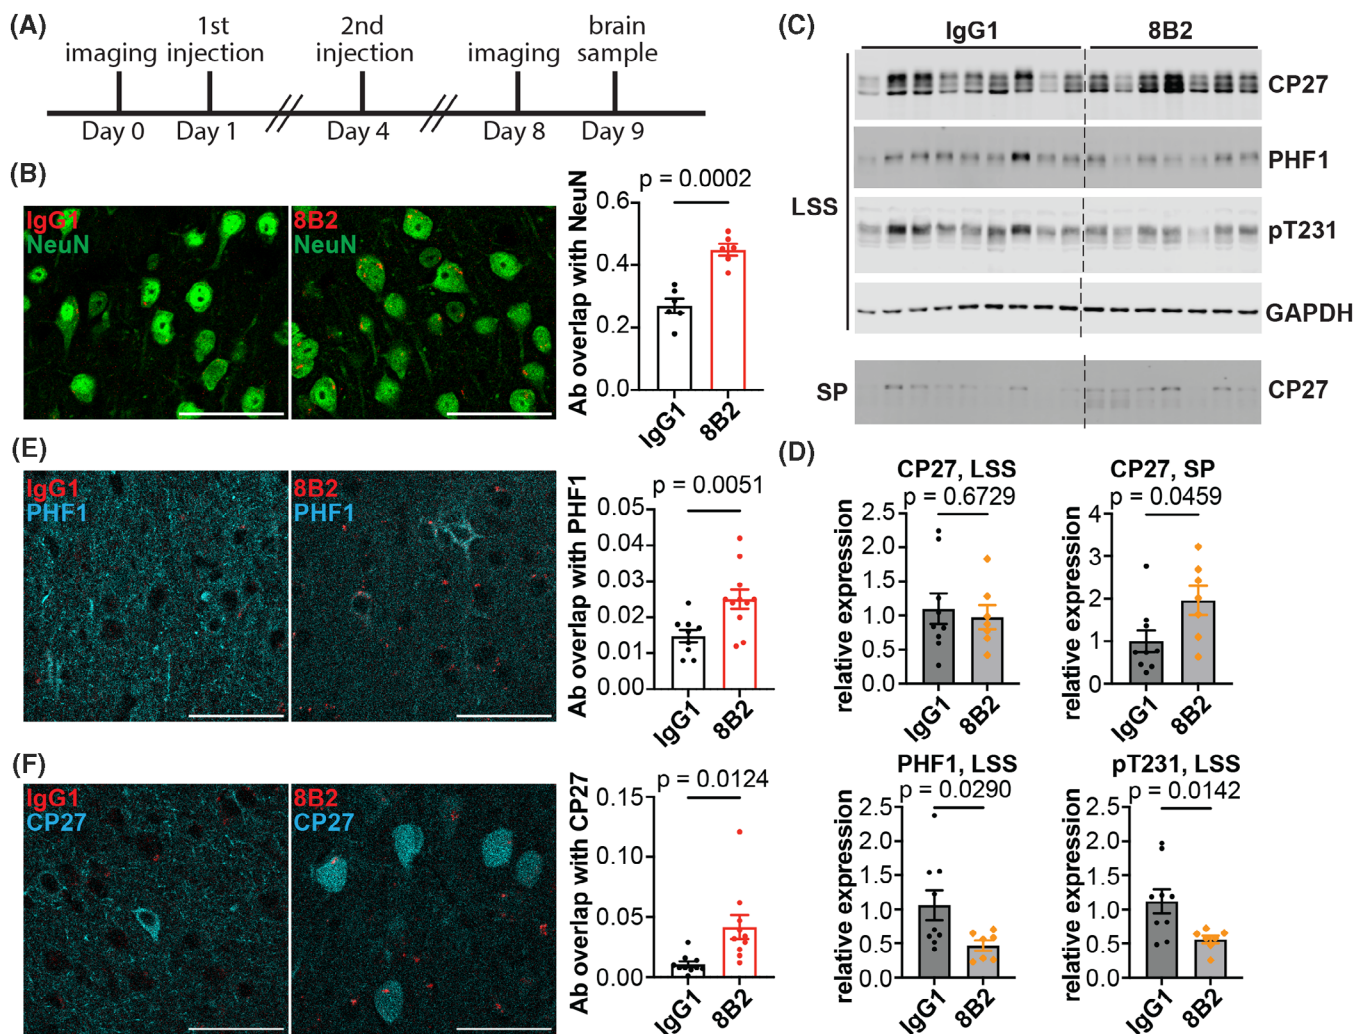 (A)
1st
2nd
brain
imaging injection
injection
imaging
sample
Day 0
Day 1
Day 4
Day 8
Day 9
(B)
IgG1
NeuN
8B2
NeuN
p = 0.0002
Ab overlap with NeuN
0.6
0.4
0.2
0.0
IgG1
8B2
(C)
IgG1
8B2
LSS
CP27
PHF1
pT231
GAPDH
SP
CP27
(E)
IgG1
PHF1
8B2
PHF1
p = 0.0051
Ab overlap with PHF1
0.05
0.04
0.03
0.02
0.01
0.00
IgG1
8B2
(D)
CP27, LSS
p = 0.6729
relative expression
2.5
2.0
1.5
1.0
0.5
0.0
IgG1
8B2
CP27, SP
p = 0.0459
relative expression
4
3
2
1
0
IgG1
8B2
(F)
IgG1
CP27
8B2
CP27
p = 0.0124
Ab overlap with CP27
0.15
0.10
0.05
0.00
IgG1
8B2
PHF1, LSS
p = 0.0290
relative expression
2.5
2.0
1.5
1.0
0.5
0.0
IgG1
8B2
pT231, LSS
p = 0.0142
relative expression
2.5
2.0
1.5
1.0
0.5
0.0
IgG1
8B2